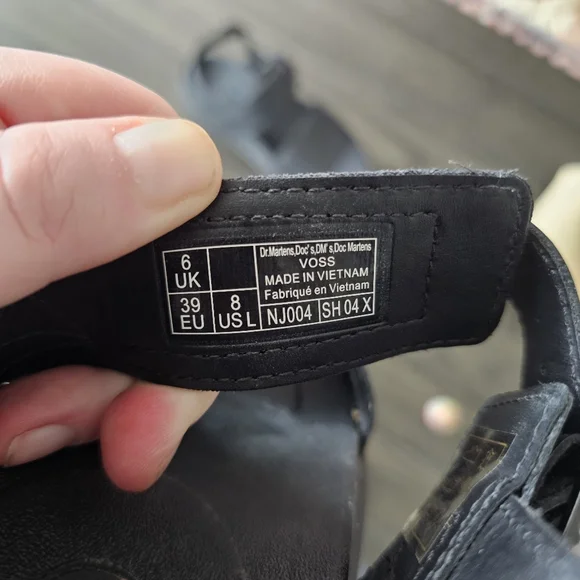 6 UK
39 EU
8 US L
Dr.Martens,Doc's,DM's,Doc Martens
VOSS
MADE IN VIETNAM
Fabriqué en Vietnam
NJ004
SH 04 X